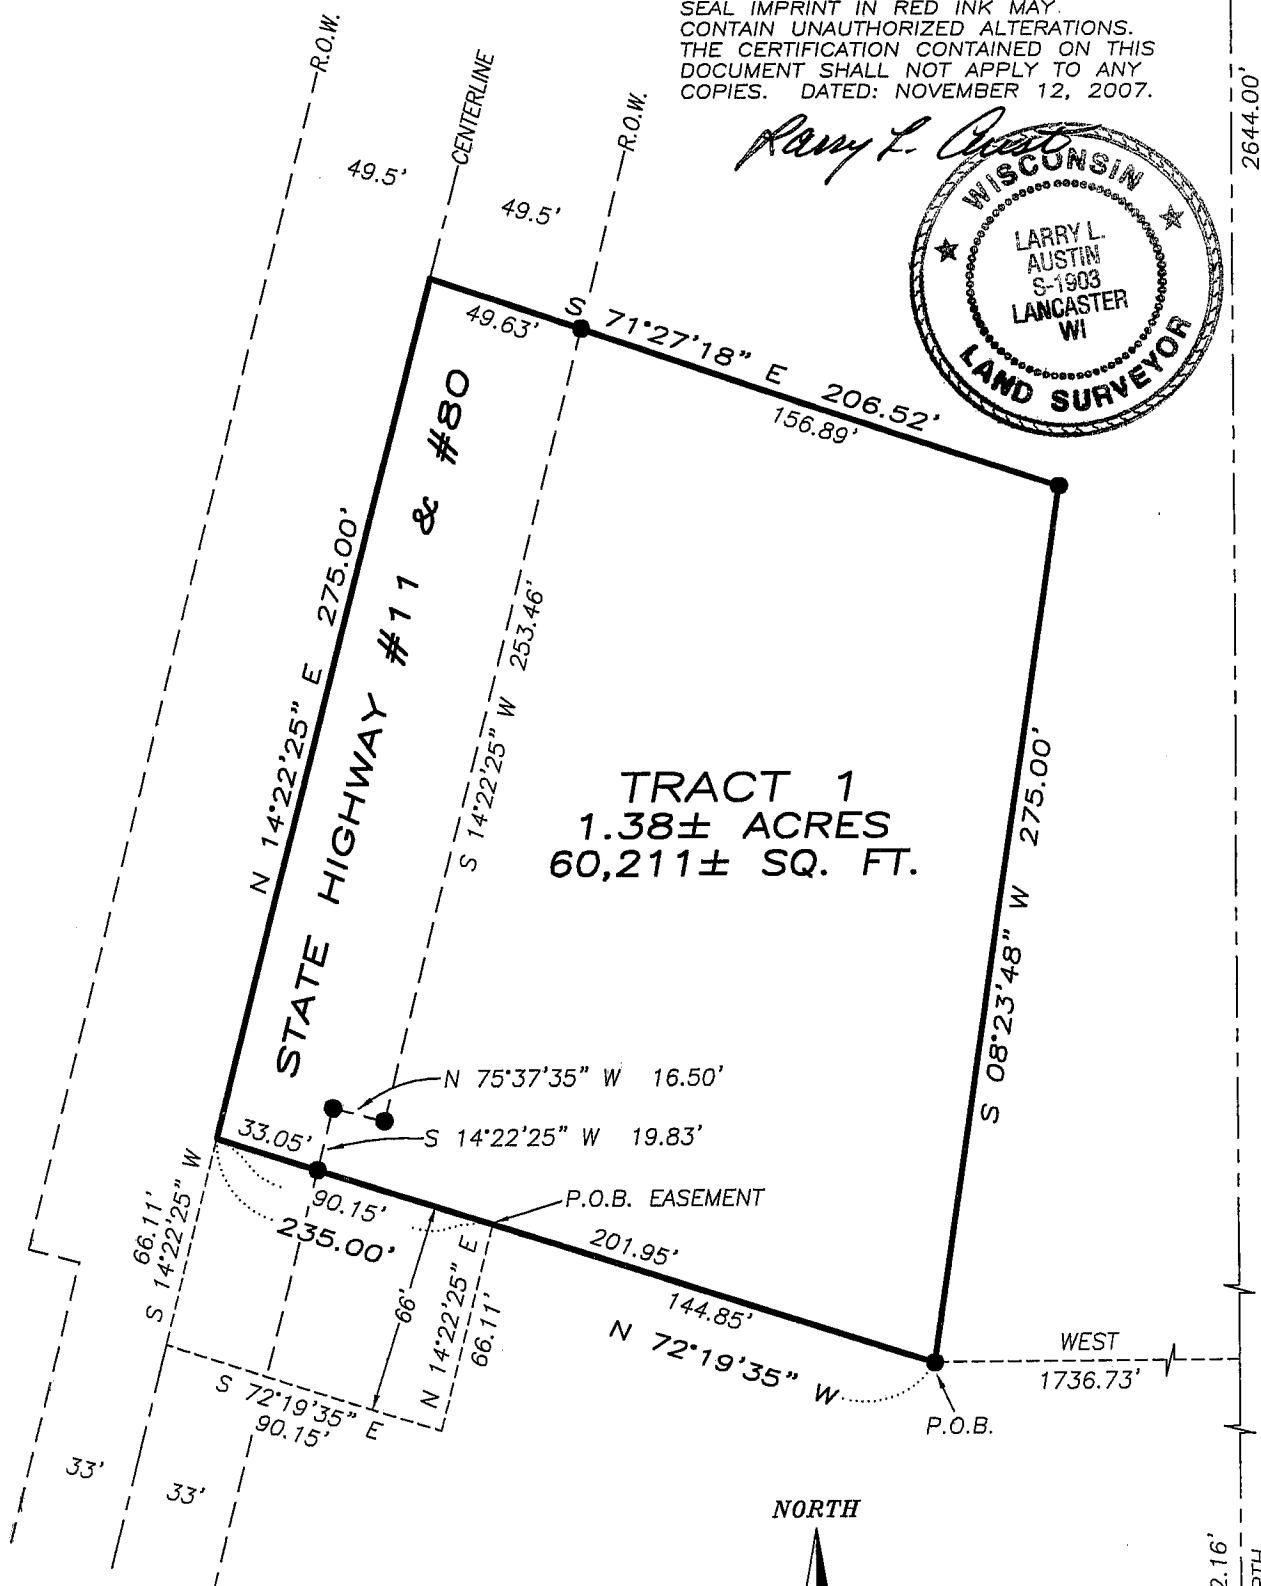 SEAL IMPRINT IN RED INK MAY
CONTAIN UNAUTHORIZED ALTERATIONS.
THE CERTIFICATION CONTAINED ON THIS
DOCUMENT SHALL NOT APPLY TO ANY
COPIES. DATED: NOVEMBER 12, 2007.
R.O.W.
CENTERLINE
R.O.W.
2644.00'
49.5'
49.5'
WISCONSIN
LARRY L.
AUSTIN
S-1903
LANCASTER
WI
LAND SURVEYOR
49.63'
S 71°27'18" E 206.52'
156.89'
N 14°22'25" E 275.00'
STATE HIGHWAY #11 & #80
S 14°22'25" W 253.46'
TRACT 1
1.38± ACRES
60,211± SQ. FT.
S 08°23'48" W 275.00'
N 75°37'35" W 16.50'
S 14°22'25" W 19.83'
33.05'
90.15'
235.00'
P.O.B. EASEMENT
201.95'
144.85'
N 72°19'35" W
66.11'
S 14°22'25" W
66'
N 14°22'25" E
66.11'
S 72°19'35" E
90.15'
WEST
1736.73'
P.O.B.
33'
33'
NORTH
2.16'